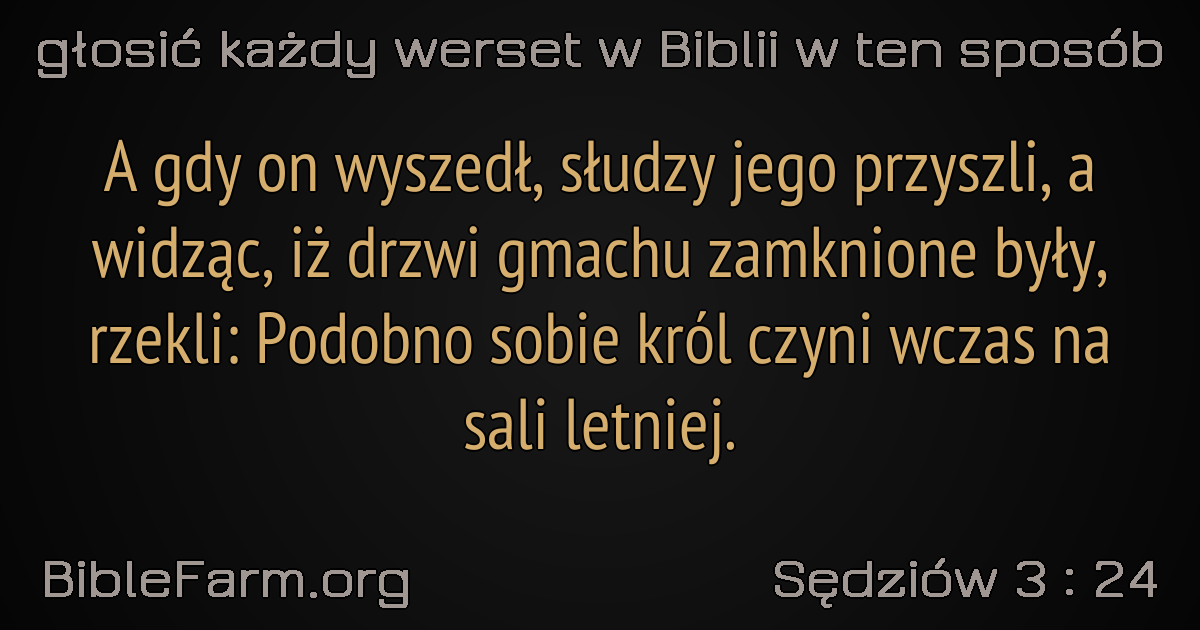 głosić każdy werset w Biblii w ten sposób
A gdy on wyszedł, słudzy jego przyszli, a
widząc, iż drzwi gmachu zamknione były,
rzekli: Podobno sobie król czyni wczas na
sali letniej.
BibleFarm.org
Sędziów 3 : 24